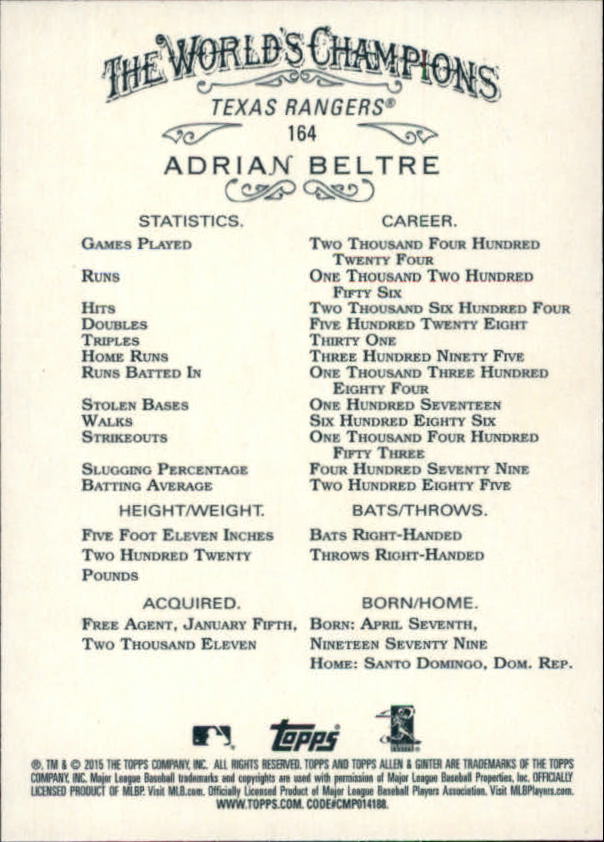 THE WORLD'S CHAMPIONS
TEXAS RANGERS®
164
ADRIAN BELTRE
STATISTICS. CAREER.
GAMES PLAYED TWO THOUSAND FOUR HUNDRED
TWENTY FOUR
RUNS ONE THOUSAND TWO HUNDRED
FIFTY SIX
HITS TWO THOUSAND SIX HUNDRED FOUR
DOUBLES FIVE HUNDRED TWENTY EIGHT
TRIPLES THIRTY ONE
HOME RUNS THREE HUNDRED NINETY FIVE
RUNS BATTED IN ONE THOUSAND THREE HUNDRED
EIGHTY FOUR
STOLEN BASES ONE HUNDRED SEVENTEEN
WALKS SIX HUNDRED EIGHTY SIX
STRIKEOUTS ONE THOUSAND FOUR HUNDRED
FIFTY THREE
SLUGGING PERCENTAGE FOUR HUNDRED SEVENTY NINE
BATTING AVERAGE TWO HUNDRED EIGHTY FIVE
HEIGHT/WEIGHT. BATS/THROWS.
FIVE FOOT ELEVEN INCHES BATS RIGHT-HANDED
TWO HUNDRED TWENTY THROWS RIGHT-HANDED
POUNDS
ACQUIRED. BORN/HOME.
FREE AGENT, JANUARY FIFTH, BORN: APRIL SEVENTH,
TWO THOUSAND ELEVEN NINETEEN SEVENTY NINE
HOME: SANTO DOMINGO, DOM. REP.
topps
®, TM & © 2015 THE TOPPS COMPANY, INC. ALL RIGHTS RESERVED. TOPPS AND TOPPS ALLEN & GINTER ARE TRADEMARKS OF THE TOPPS
COMPANY, INC. Major League Baseball trademarks and copyrights are used with permission of Major League Baseball Properties, Inc. OFFICIALLY
LICENSED PRODUCT OF MLBP. Visit MLB.com. Officially Licensed Product of Major League Baseball Players Association. Visit MLBPlayers.com.
WWW.TOPPS.COM. CODE#CMP014188.